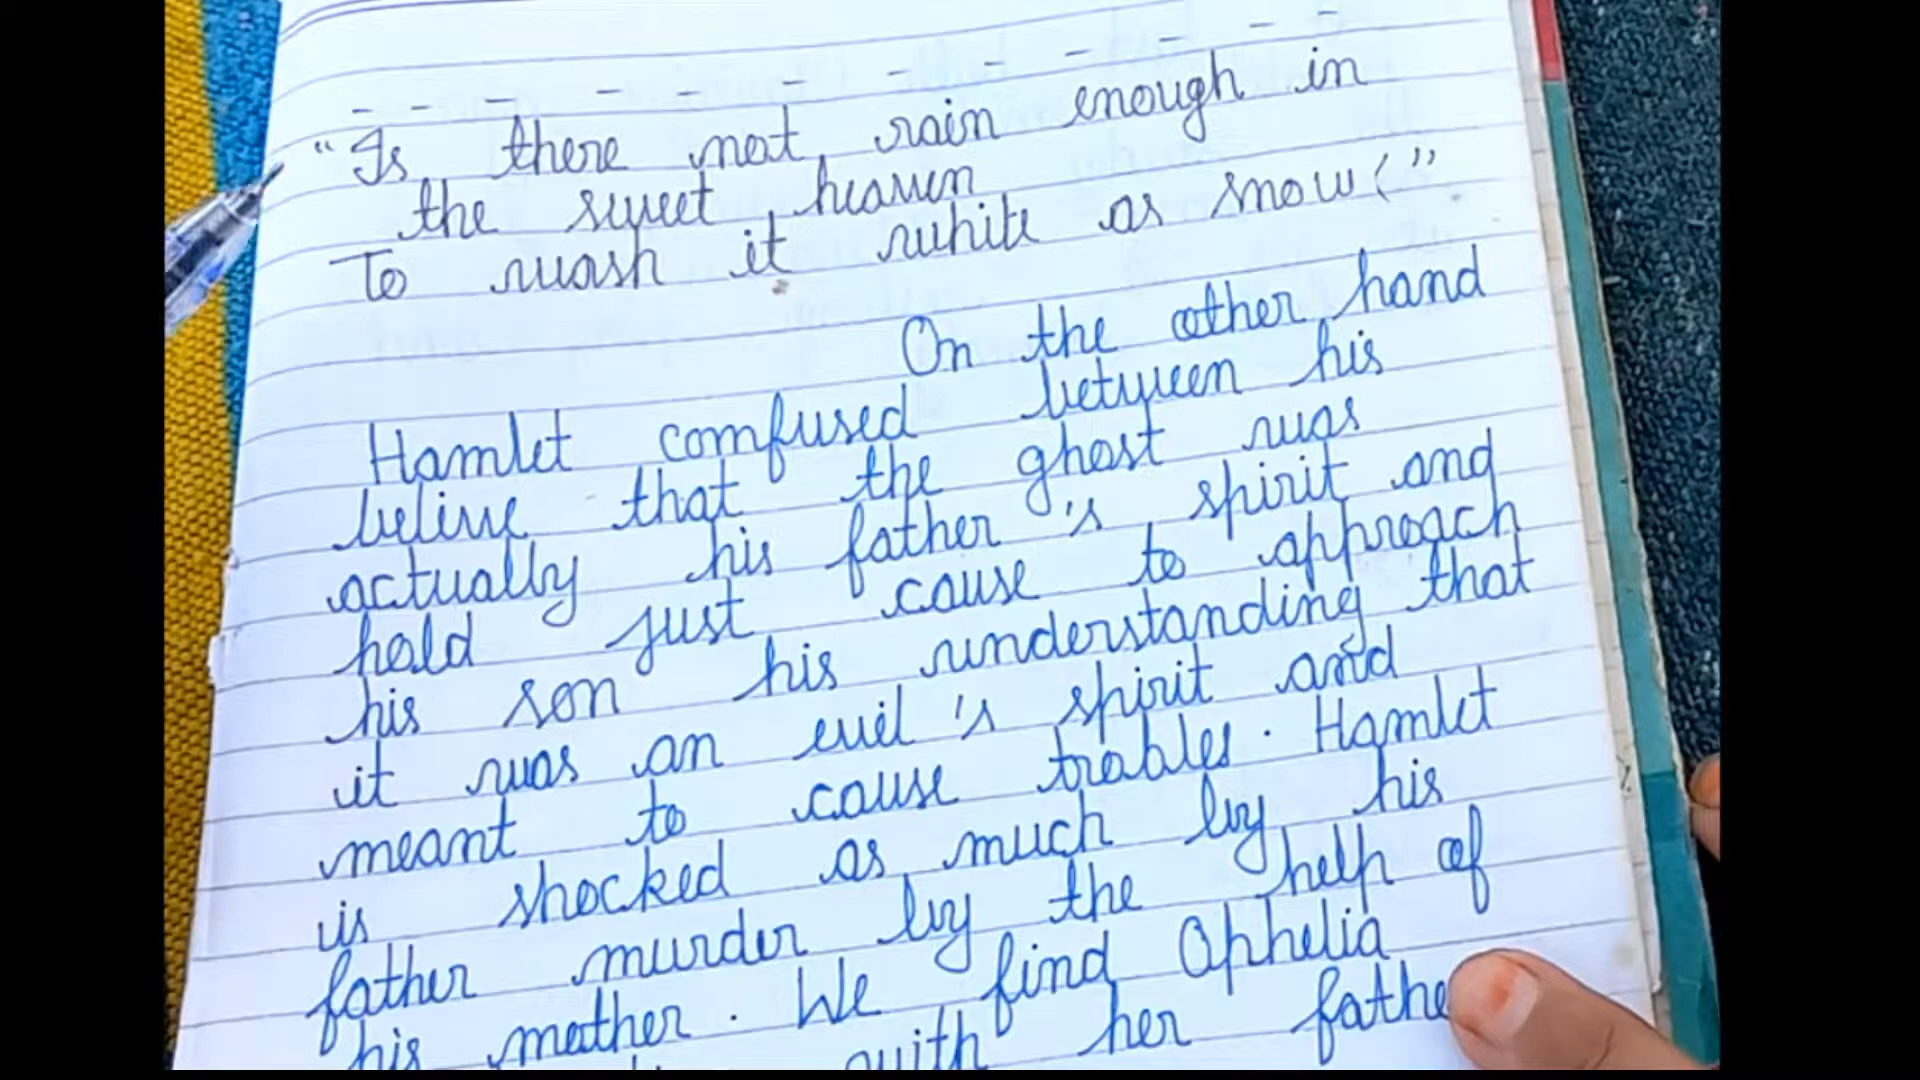 "Is there not rain enough in
the sweet heaven
To wash it white as snow?"
On the other hand
Hamlet comfused between his
belive that the ghost was
actually his father's spirit and
hold just cause to approach
his son his understanding that
it was an evil's spirit and
meant to cause trables. Hamlet
is shocked as much by his
father murder by the help of
his mother. We find Ophelia
with her fathe